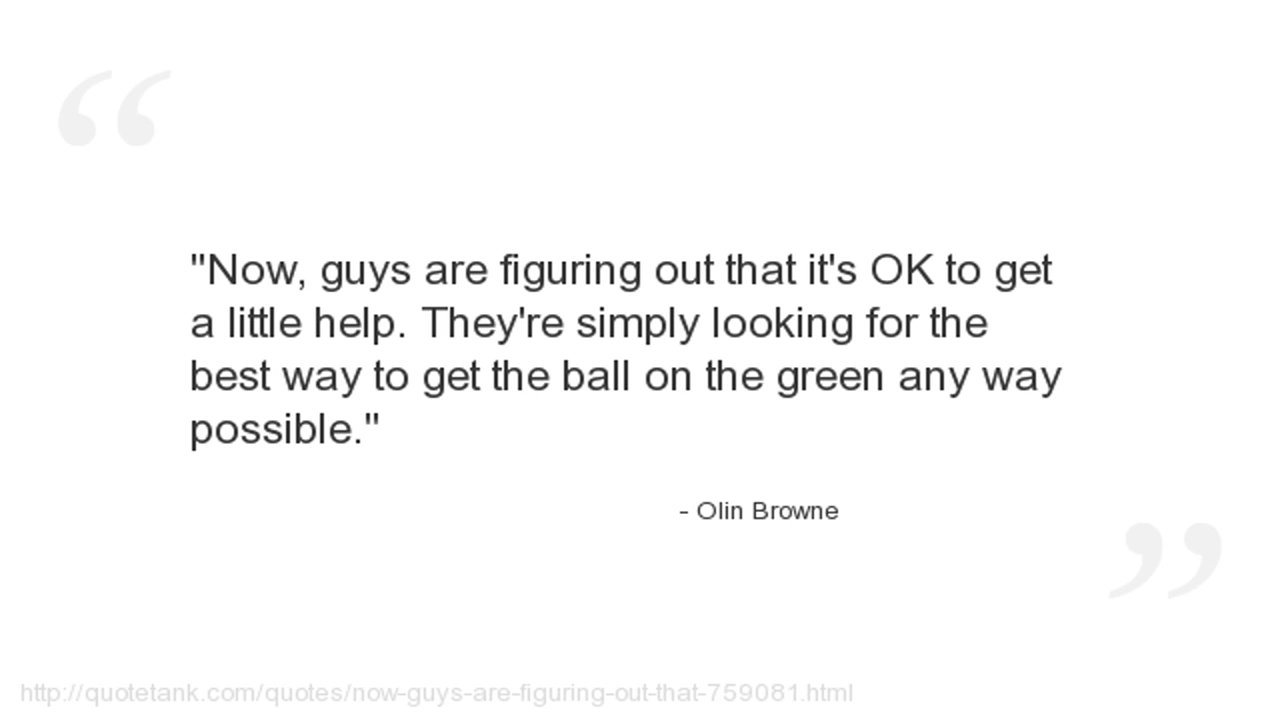 "Now, guys are figuring out that it's OK to get
a little help. They're simply looking for the
best way to get the ball on the green any way
possible."
- Olin Browne
http://quotetank.com/quotes/now-guys-are-figuring-out-that-759081.html